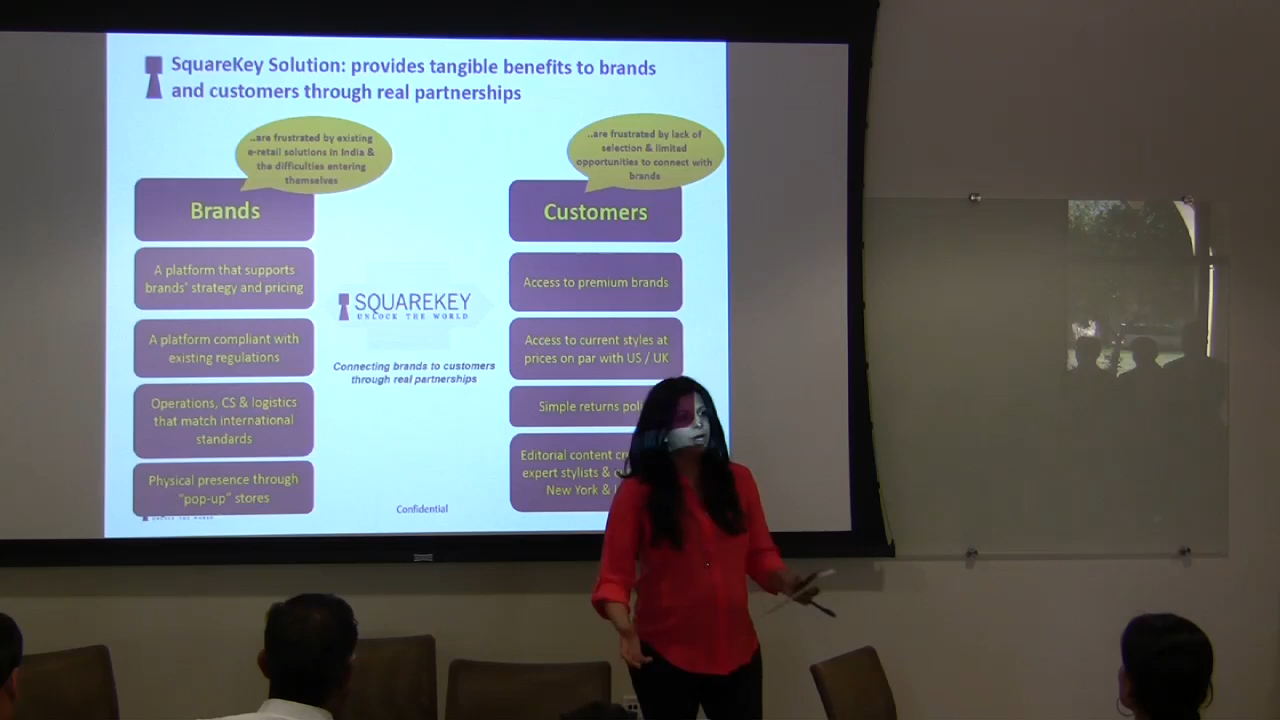 SquareKey Solution: provides tangible benefits to brands
and customers through real partnerships
..are frustrated by existing
e-retail solutions in India &
the difficulties entering
themselves
Brands
A platform that supports
brands' strategy and pricing
A platform compliant with
existing regulations
Operations, CS & logistics
that match international
standards
Physical presence through
"pop-up" stores
SQUAREKEY
UNLOCK THE WORLD
Connecting brands to customers
through real partnerships
..are frustrated by lack of
selection & limited
opportunities to connect with
brands
Customers
Access to premium brands
Access to current styles at
prices on par with US / UK
Simple returns
Editorial content
expert stylists &
New York &
Confidential
UNLOCK THE WORLD